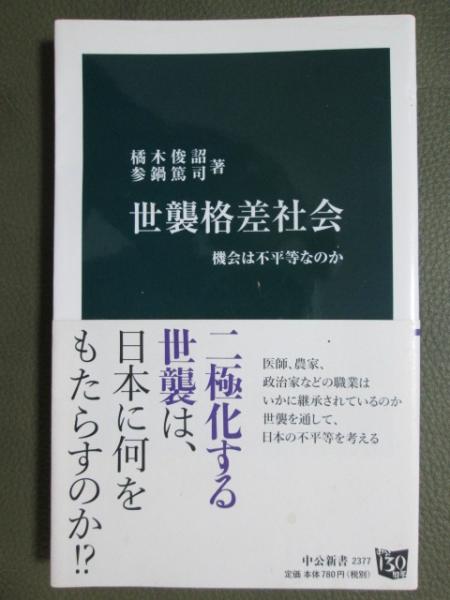 橘木俊詔
参鍋篤司 著
世襲格差社会
機会は不平等なのか
二極化する
世襲は、
日本に何を
もたらすのか!?
医師、農家、
政治家などの職業は
いかに継承されているのか
世襲を通して、
日本の不平等を考える
中公新書 2377
定価 本体780円(税別)
130